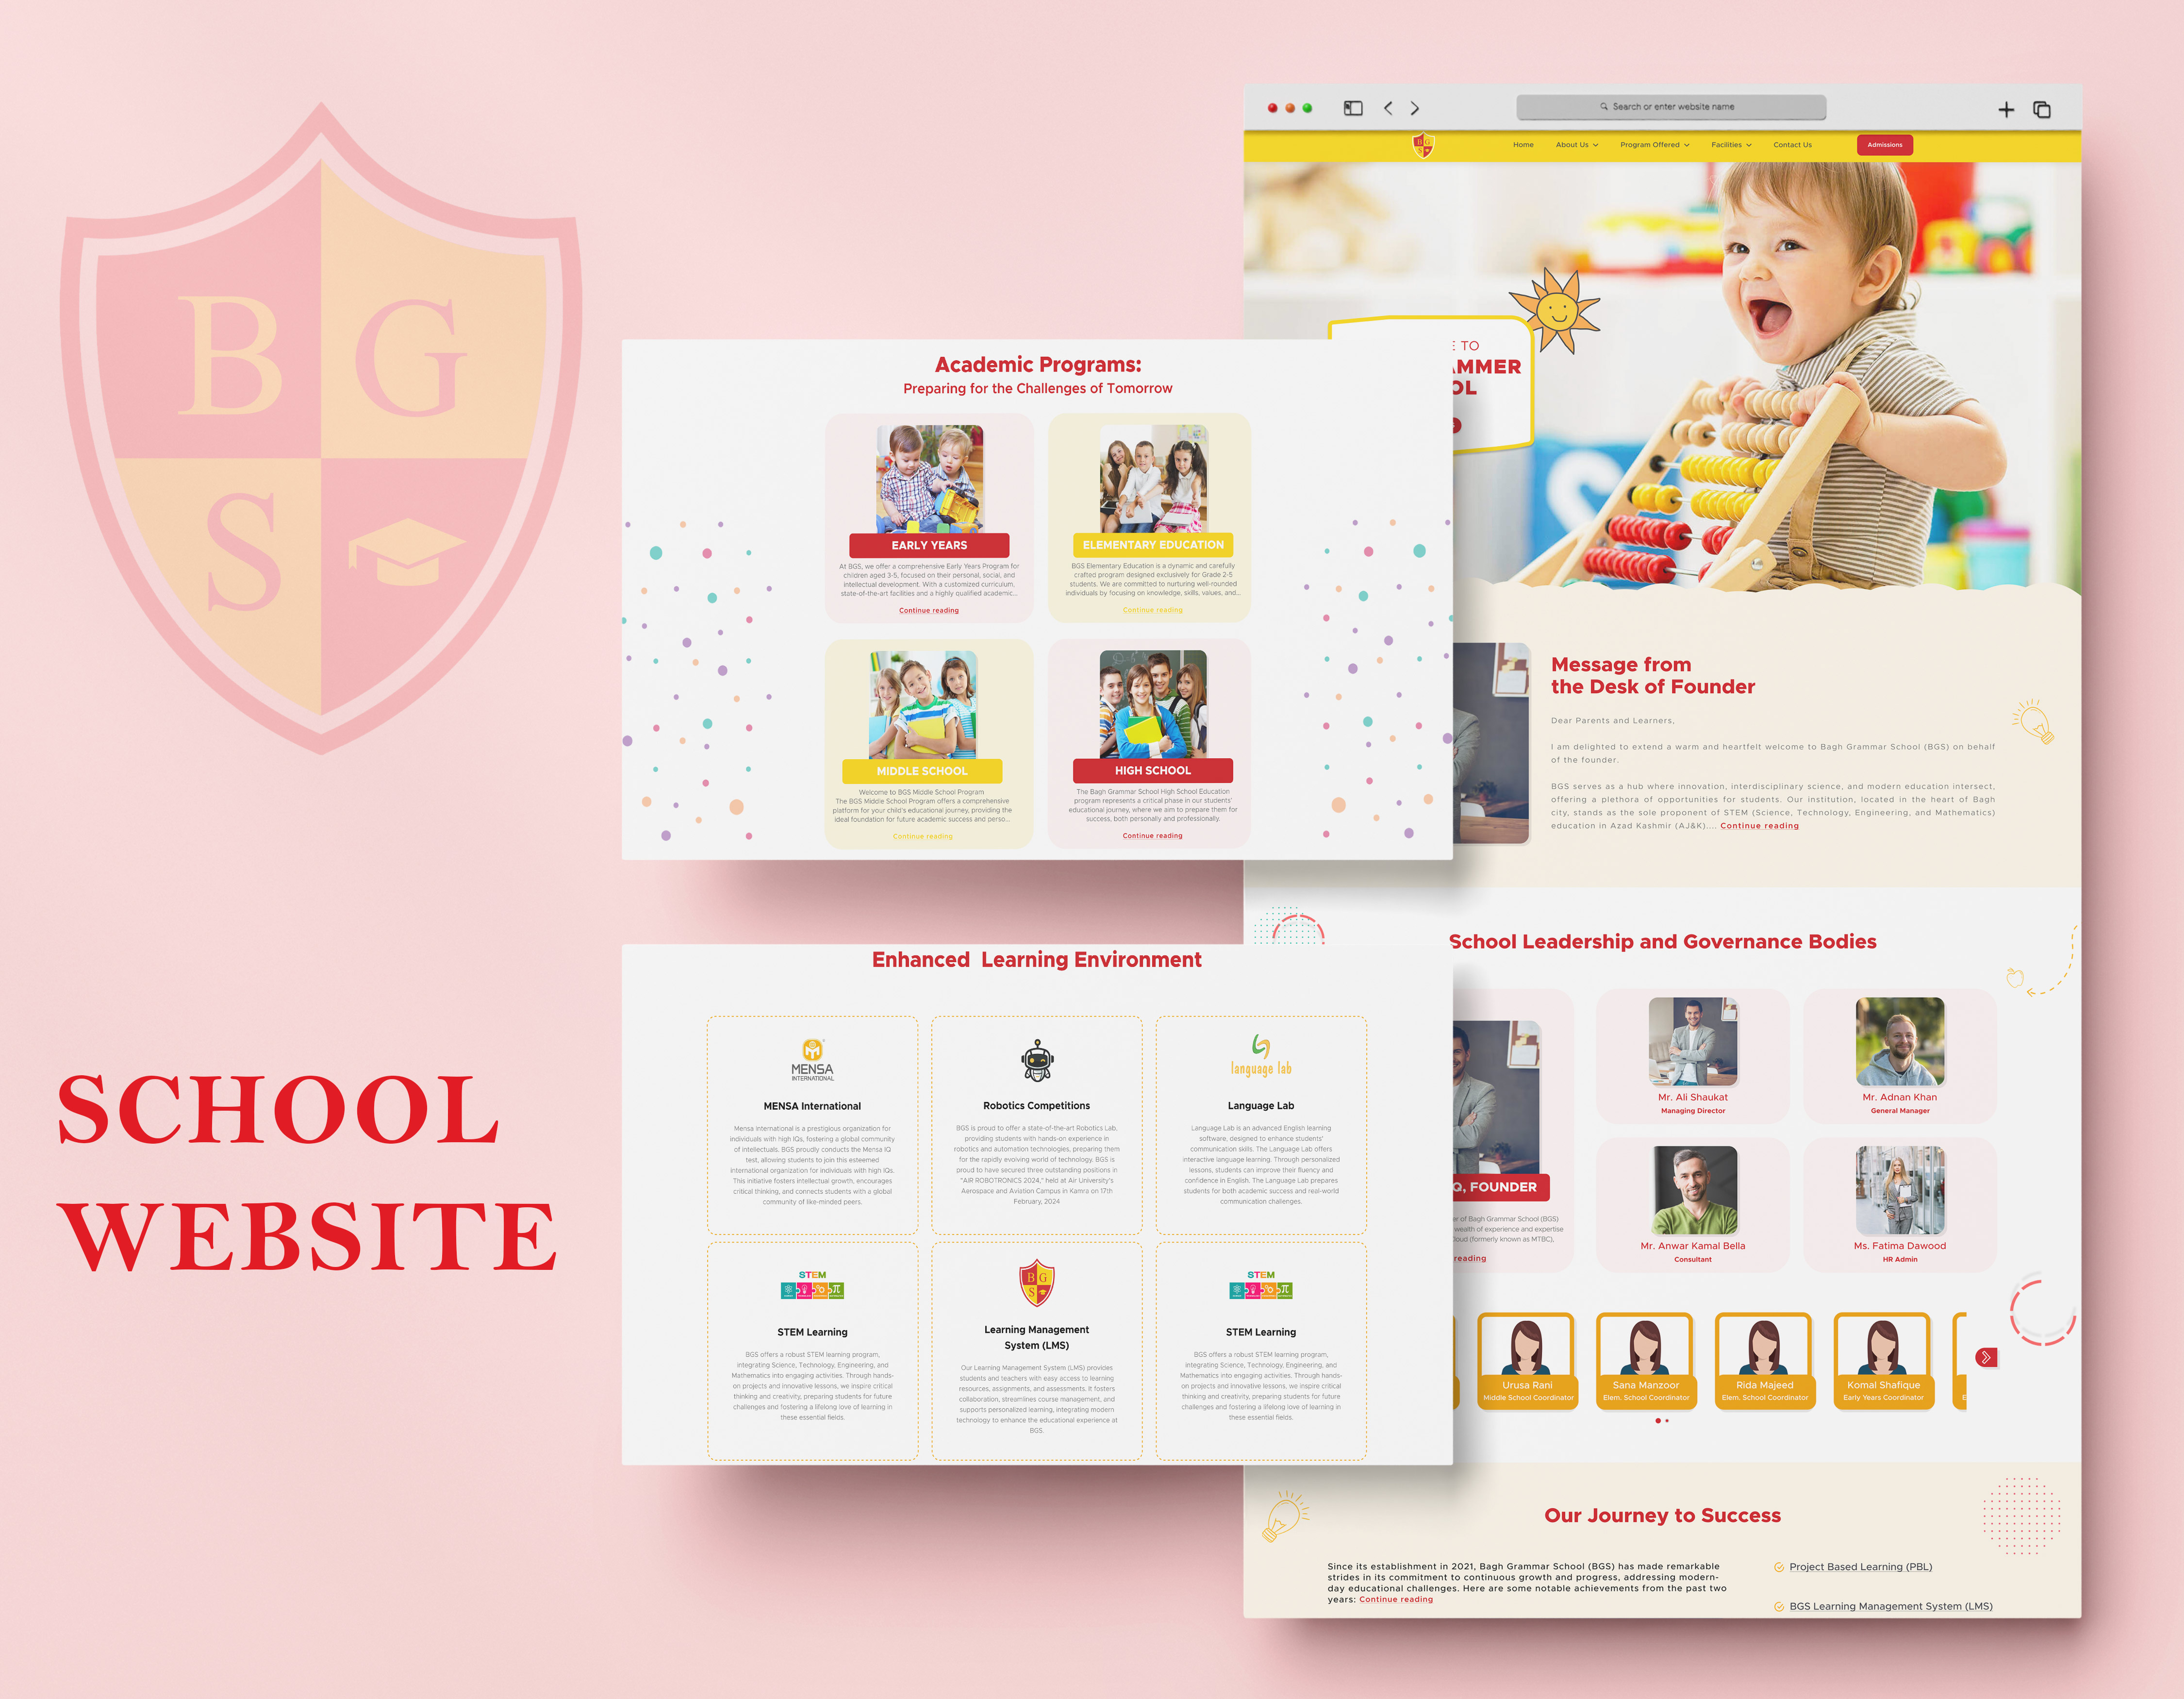 B G
S
SCHOOL
WEBSITE
Academic Programs:
Preparing for the Challenges of Tomorrow
EARLY YEARS
At BGS, we offer a comprehensive Early Years Program for
children aged 3-5, focused on their personal, social, and
intellectual development. With a customized curriculum,
state-of-the-art facilities and a highly qualified academic...
Continue reading
ELEMENTARY EDUCATION
BGS Elementary Education is a dynamic and carefully
crafted program designed exclusively for Grade 2-5
students. We are committed to nurturing well-rounded
individuals by focusing on knowledge, skills, values, and...
Continue reading
MIDDLE SCHOOL
Welcome to BGS Middle School Program
The BGS Middle School Program offers a comprehensive
platform for your child's educational journey, providing the
ideal foundation for future academic success and perso...
Continue reading
HIGH SCHOOL
The Bagh Grammar School High School Education
program represents a critical phase in our students'
educational journey, where we aim to prepare them for
success, both personally and professionally.
Continue reading
Enhanced Learning Environment
MENSA
INTERNATIONAL
MENSA International
Mensa International is a prestigious organization for
individuals with high IQs, fostering a global community
of intellectuals. BGS proudly conducts the Mensa IQ
test, allowing students to join this esteemed
international organization for individuals with high IQs.
This initiative fosters intellectual growth, encourages
critical thinking, and connects students with a global
community of like-minded peers.
Robotics Competitions
BGS is proud to offer a state-of-the-art Robotics Lab,
providing students with hands-on experience in
robotics and automation technologies, preparing them
for the rapidly evolving world of technology. BGS is
proud to have secured three outstanding positions in
"AIR ROBOTRONICS 2024," held at Air University's
Aerospace and Aviation Campus in Kamra on 17th
February, 2024
language lab
Language Lab
Language Lab is an advanced English learning
software, designed to enhance students'
communication skills. The Language Lab offers
interactive language learning. Through personalized
lessons, students can improve their fluency and
confidence in English. The Language Lab prepares
students for both academic success and real-world
communication challenges.
STEM
STEM Learning
BGS offers a robust STEM learning program,
integrating Science, Technology, Engineering, and
Mathematics into engaging activities. Through hands-
on projects and innovative lessons, we inspire critical
thinking and creativity, preparing students for future
challenges and fostering a lifelong love of learning in
these essential fields.
B G
S
Learning Management
System (LMS)
Our Learning Management System (LMS) provides
students and teachers with easy access to learning
resources, assignments, and assessments. It fosters
collaboration, streamlines course management, and
supports personalized learning, integrating modern
technology to enhance the educational experience at
BGS.
STEM
STEM Learning
BGS offers a robust STEM learning program,
integrating Science, Technology, Engineering, and
Mathematics into engaging activities. Through hands-
on projects and innovative lessons, we inspire critical
thinking and creativity, preparing students for future
challenges and fostering a lifelong love of learning in
these essential fields.
Search or enter website name
B G
S
Home About Us Program Offered Facilities Contact Us Admissions
E TO
AMMER
OL
Message from
the Desk of Founder
Dear Parents and Learners,
I am delighted to extend a warm and heartfelt welcome to Bagh Grammar School (BGS) on behalf
of the founder.
BGS serves as a hub where innovation, interdisciplinary science, and modern education intersect,
offering a plethora of opportunities for students. Our institution, located in the heart of Bagh
city, stands as the sole proponent of STEM (Science, Technology, Engineering, and Mathematics)
education in Azad Kashmir (AJ&K).... Continue reading
School Leadership and Governance Bodies
Q, FOUNDER
er of Bagh Grammar School (BGS)
wealth of experience and expertise
loud (formerly known as MTBC),
reading
Mr. Ali Shaukat
Managing Director
Mr. Adnan Khan
General Manager
Mr. Anwar Kamal Bella
Consultant
Ms. Fatima Dawood
HR Admin
Urusa Rani
Middle School Coordinator
Sana Manzoor
Elem. School Coordinator
Rida Majeed
Elem. School Coordinator
Komal Shafique
Early Years Coordinator
E
Our Journey to Success
Since its establishment in 2021, Bagh Grammar School (BGS) has made remarkable
strides in its commitment to continuous growth and progress, addressing modern-
day educational challenges. Here are some notable achievements from the past two
years: Continue reading
Project Based Learning (PBL)
BGS Learning Management System (LMS)